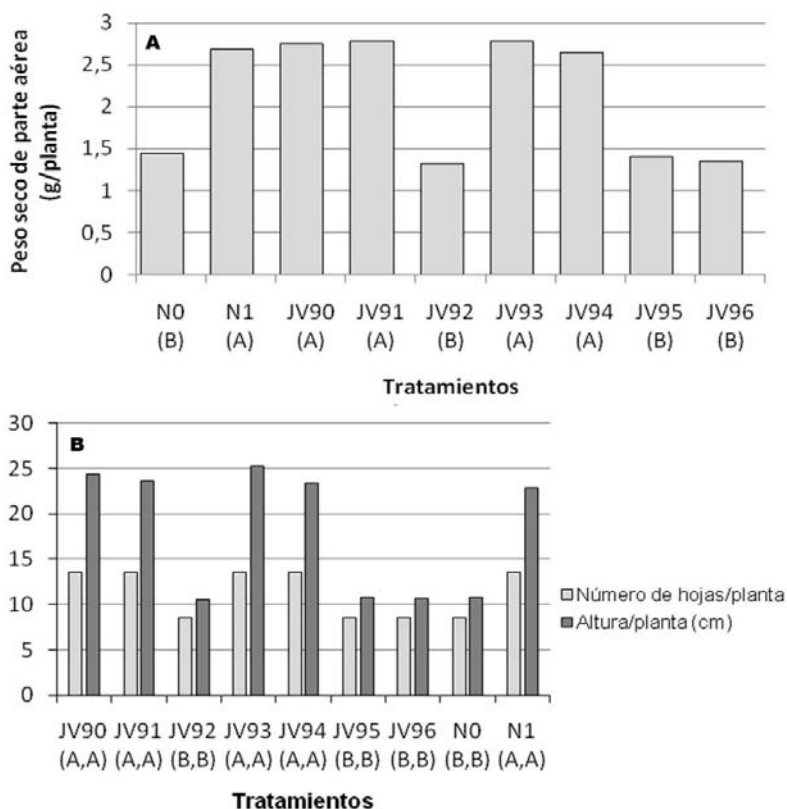 A
Peso seco de parte aérea
(g/planta)
3
2,5
2
1,5
1
0,5
0
N0 N1 JV90 JV91 JV92 JV93 JV94 JV95 JV96
(B) (A) (A) (A) (B) (A) (A) (B) (B)
Tratamientos
B
30
25
20
15
10
5
0
Número de hojas/planta
Altura/planta (cm)
JV90 JV91 JV92 JV93 JV94 JV95 JV96 N0 N1
(A,A) (A,A) (B,B) (A,A) (A,A) (B,B) (B,B) (B,B) (A,A)
Tratamientos